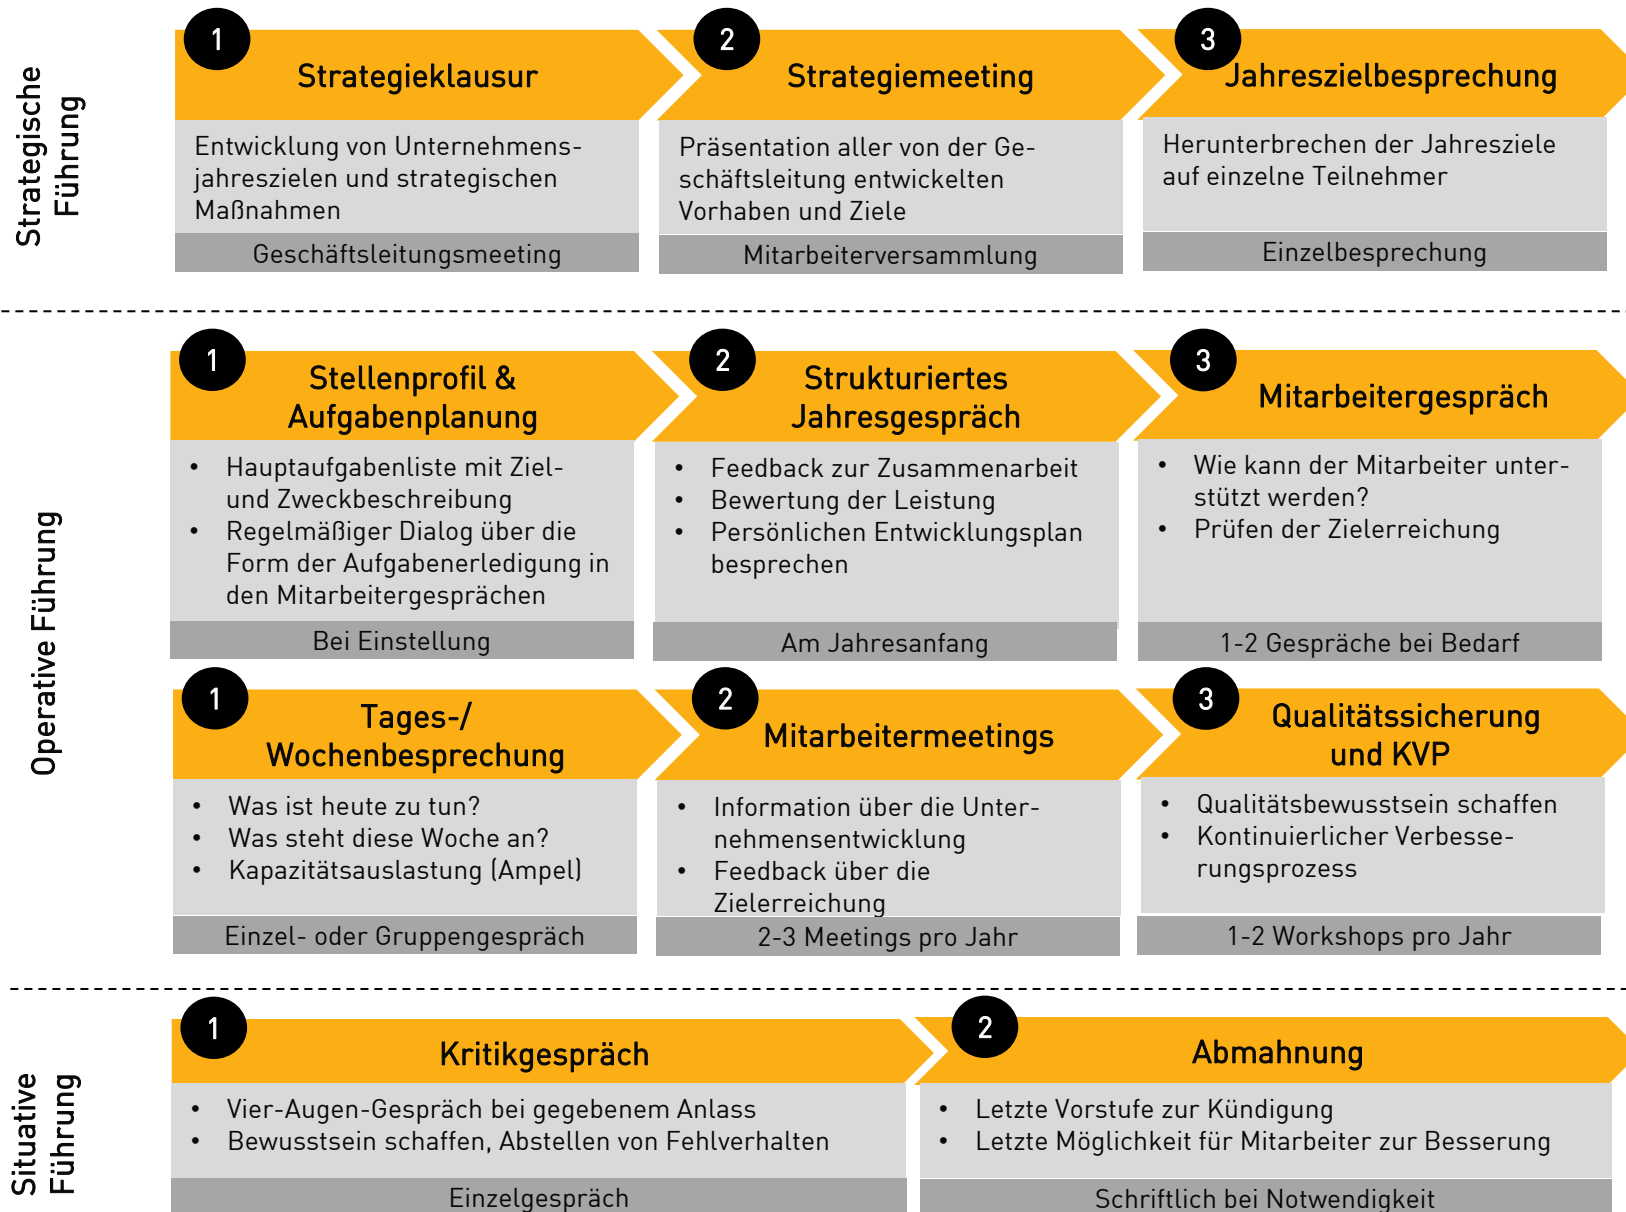 Strategische
Führung
1
Strategieklausur
Entwicklung von Unternehmens-
jahreszielen und strategischen
Maßnahmen
Geschäftsleitungsmeeting
2
Strategiemeeting
Präsentation aller von der Ge-
schäftsleitung entwickelten
Vorhaben und Ziele
Mitarbeiterversammlung
3
Jahreszielbesprechung
Herunterbrechen der Jahresziele
auf einzelne Teilnehmer
Einzelbesprechung
Operative Führung
1
Stellenprofil &
Aufgabenplanung
• Hauptaufgabenliste mit Ziel-
und Zweckbeschreibung
• Regelmäßiger Dialog über die
Form der Aufgabenerledigung in
den Mitarbeitergesprächen
Bei Einstellung
2
Strukturiertes
Jahresgespräch
• Feedback zur Zusammenarbeit
• Bewertung der Leistung
• Persönlichen Entwicklungsplan
besprechen
Am Jahresanfang
3
Mitarbeitergespräch
• Wie kann der Mitarbeiter unter-
stützt werden?
• Prüfen der Zielerreichung
1-2 Gespräche bei Bedarf
1
Tages-/
Wochenbesprechung
• Was ist heute zu tun?
• Was steht diese Woche an?
• Kapazitätsauslastung (Ampel)
Einzel- oder Gruppengespräch
2
Mitarbeitermeetings
• Information über die Unter-
nehmensentwicklung
• Feedback über die
Zielerreichung
2-3 Meetings pro Jahr
3
Qualitätssicherung
und KVP
• Qualitätsbewusstsein schaffen
• Kontinuierlicher Verbesse-
rungsprozess
1-2 Workshops pro Jahr
Situative
Führung
1
Kritikgespräch
• Vier-Augen-Gespräch bei gegebenem Anlass
• Bewusstsein schaffen, Abstellen von Fehlverhalten
Einzelgespräch
2
Abmahnung
• Letzte Vorstufe zur Kündigung
• Letzte Möglichkeit für Mitarbeiter zur Besserung
Schriftlich bei Notwendigkeit